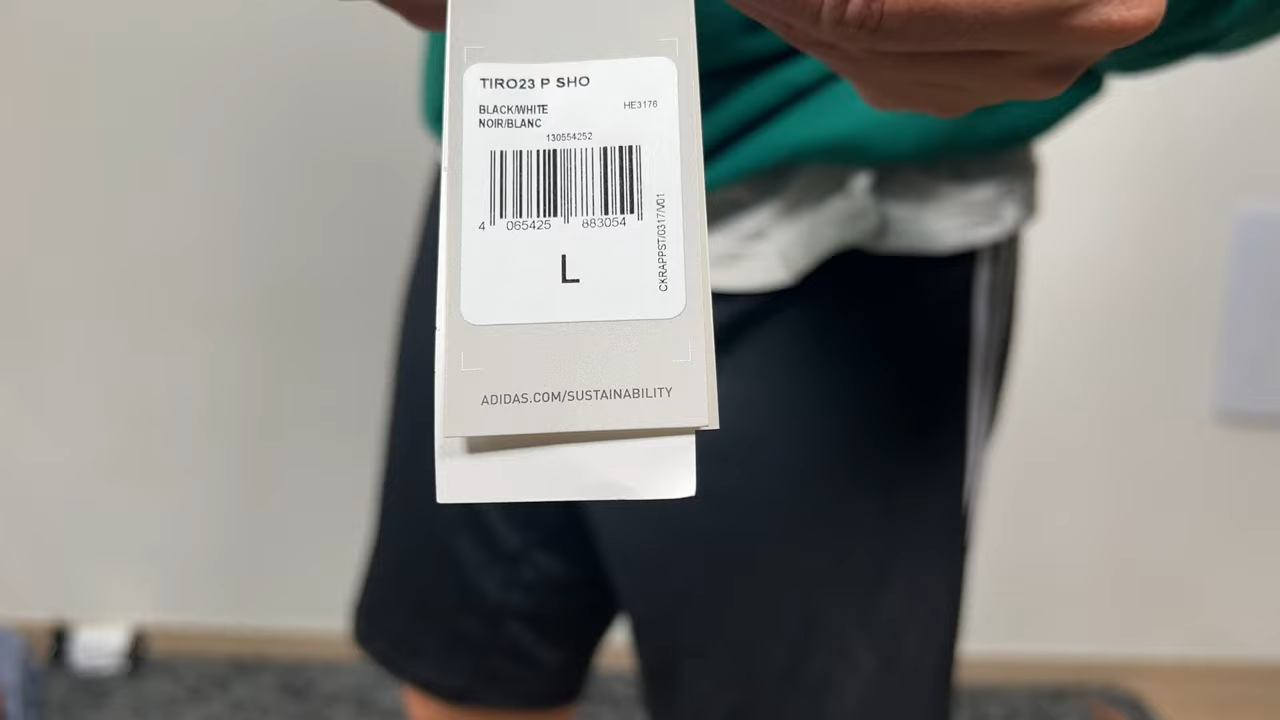 TIRO23 P SHO
BLACK/WHITE
HE3176
NOIR/BLANC
130554252
4 065425 883054
L
CKRAPPST/0317/V01
ADIDAS.COM/SUSTAINABILITY